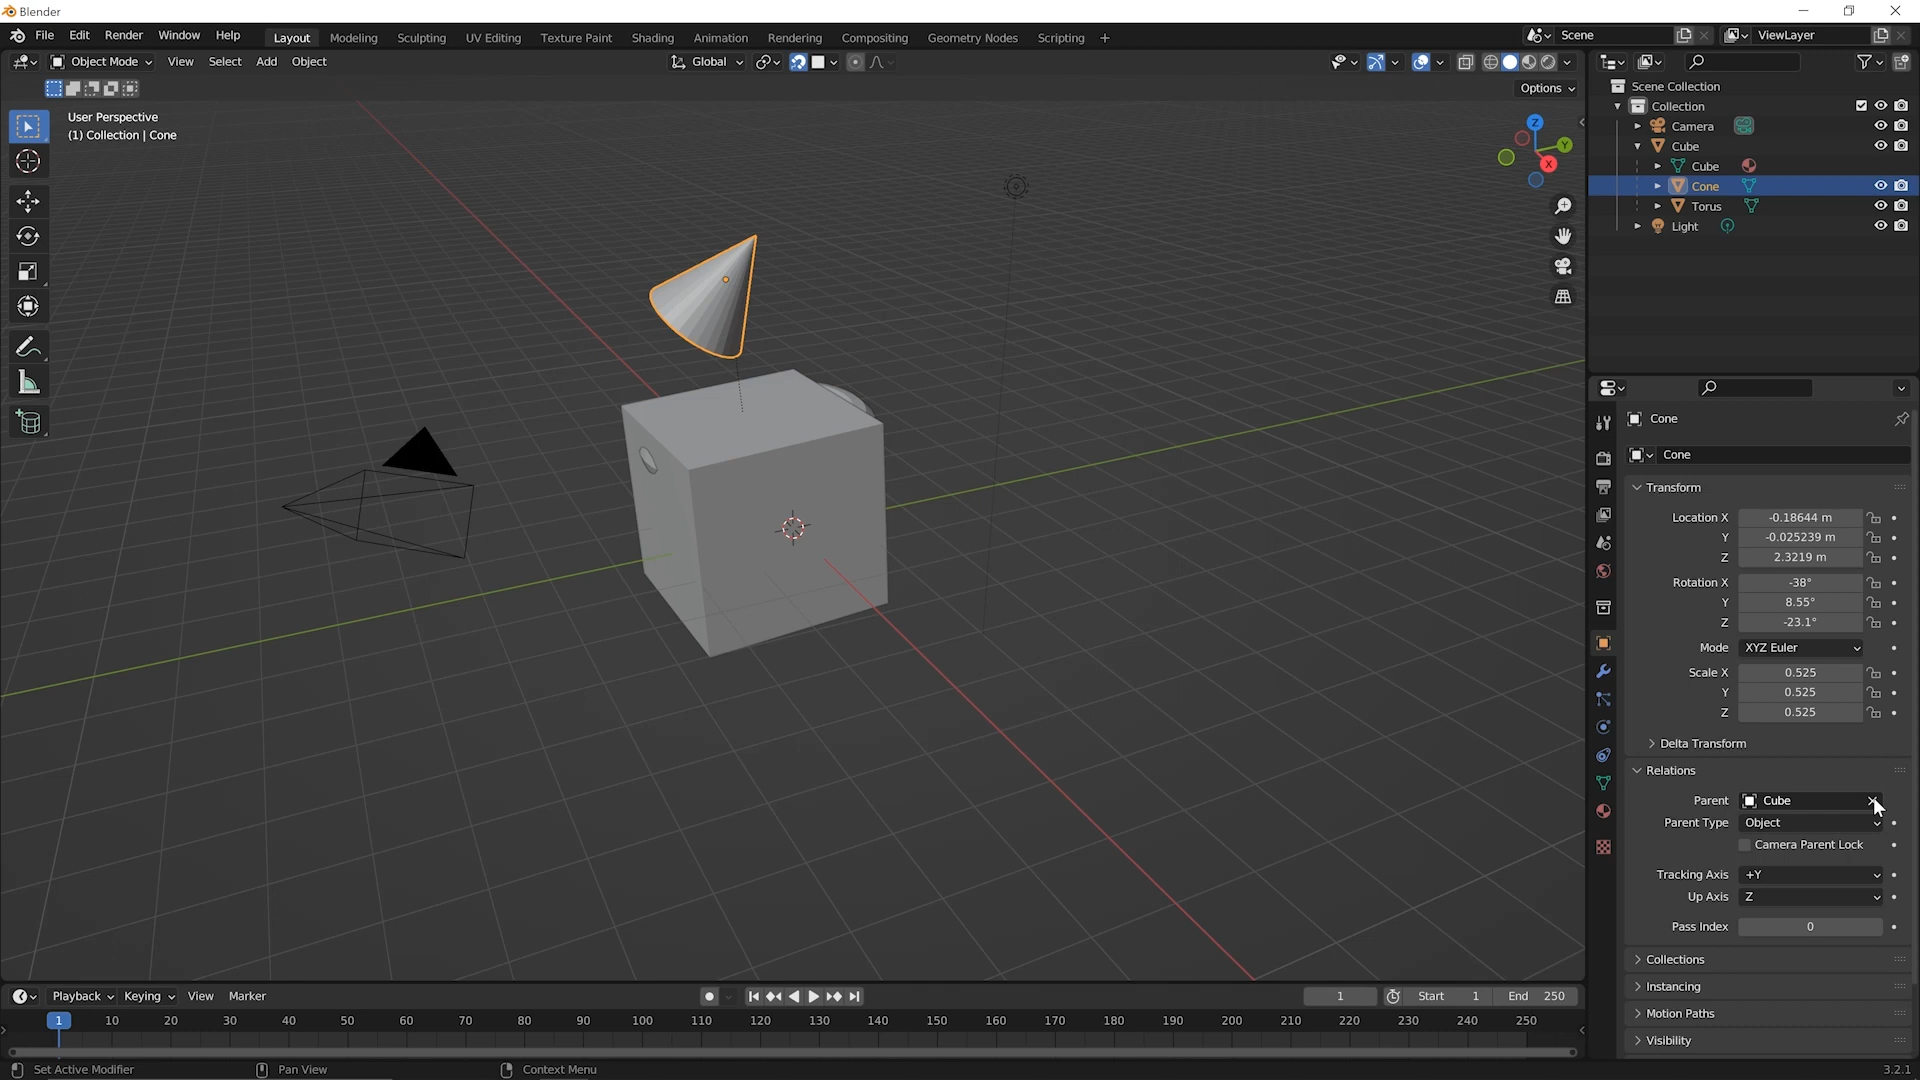 Blender
File Edit Render Window Help
Layout Modeling Sculpting UV Editing Texture Paint Shading Animation Rendering Compositing Geometry Nodes Scripting +
Scene
ViewLayer
Object Mode View Select Add Object
Global
Options
User Perspective
(1) Collection | Cone
Z
Y
X
Scene Collection
Collection
Camera
Cube
Cube
Cone
Torus
Light
Cone
Cone
Transform
Location X -0.18644 m
Y -0.025239 m
Z 2.3219 m
Rotation X -38°
Y 8.55°
Z -23.1°
Mode XYZ Euler
Scale X 0.525
Y 0.525
Z 0.525
Delta Transform
Relations
Parent Cube
Parent Type Object
Camera Parent Lock
Tracking Axis +Y
Up Axis Z
Pass Index 0
Collections
Instancing
Motion Paths
Visibility
Playback Keying View Marker
1 Start 1 End 250
1 10 20 30 40 50 60 70 80 90 100 110 120 130 140 150 160 170 180 190 200 210 220 230 240 250
Set Active Modifier Pan View Context Menu 3.2.1